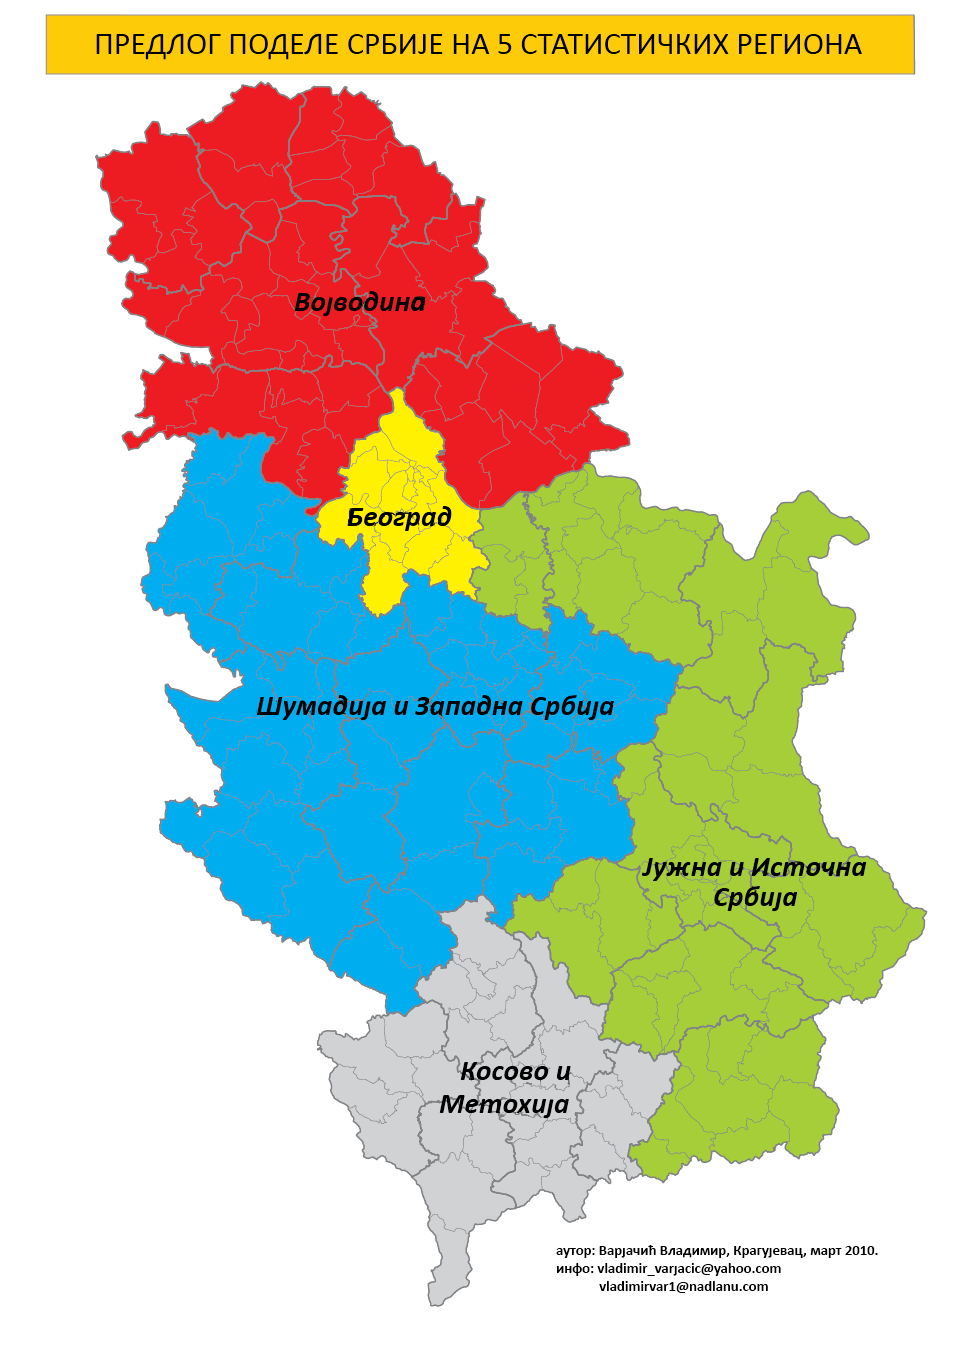 ПРЕДЛОГ ПОДЕЛЕ СРБИЈЕ НА 5 СТАТИСТИЧКИХ РЕГИОНА
Војводина
Београд
Шумадија и Западна Србија
Јужна и Источна
Србија
Косово и
Метохија
аутор: Варјачић Владимир, Крагујевац, март 2010.
инфо: vladimir_varjacic@yahoo.com
vladimirvar1@nadlanu.com